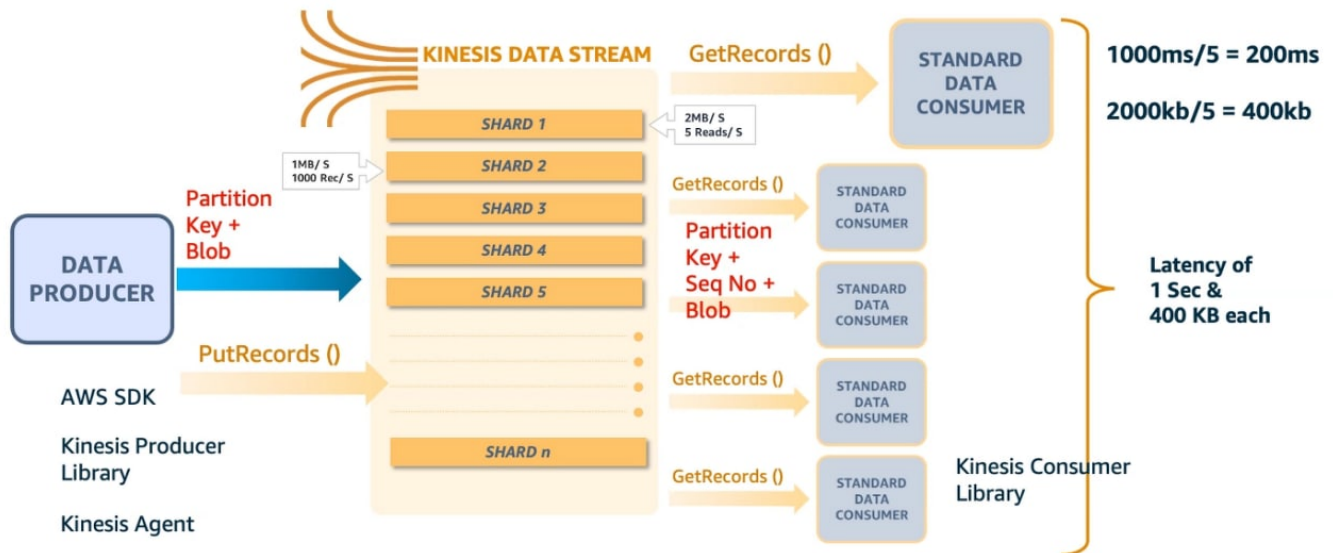 KINESIS DATA STREAM
GetRecords ()
STANDARD
DATA
CONSUMER
1000ms/5 = 200ms
2000kb/5 = 400kb
SHARD 1
2MB/ S
5 Reads/ S
1MB/ S
1000 Rec/ S
SHARD 2
SHARD 3
SHARD 4
SHARD 5
SHARD n
Partition
Key +
Blob
DATA
PRODUCER
PutRecords ()
AWS SDK
Kinesis Producer
Library
Kinesis Agent
GetRecords ()
STANDARD
DATA
CONSUMER
Partition
Key +
Seq No +
Blob
STANDARD
DATA
CONSUMER
GetRecords ()
STANDARD
DATA
CONSUMER
GetRecords ()
STANDARD
DATA
CONSUMER
Kinesis Consumer
Library
Latency of
1 Sec &
400 KB each